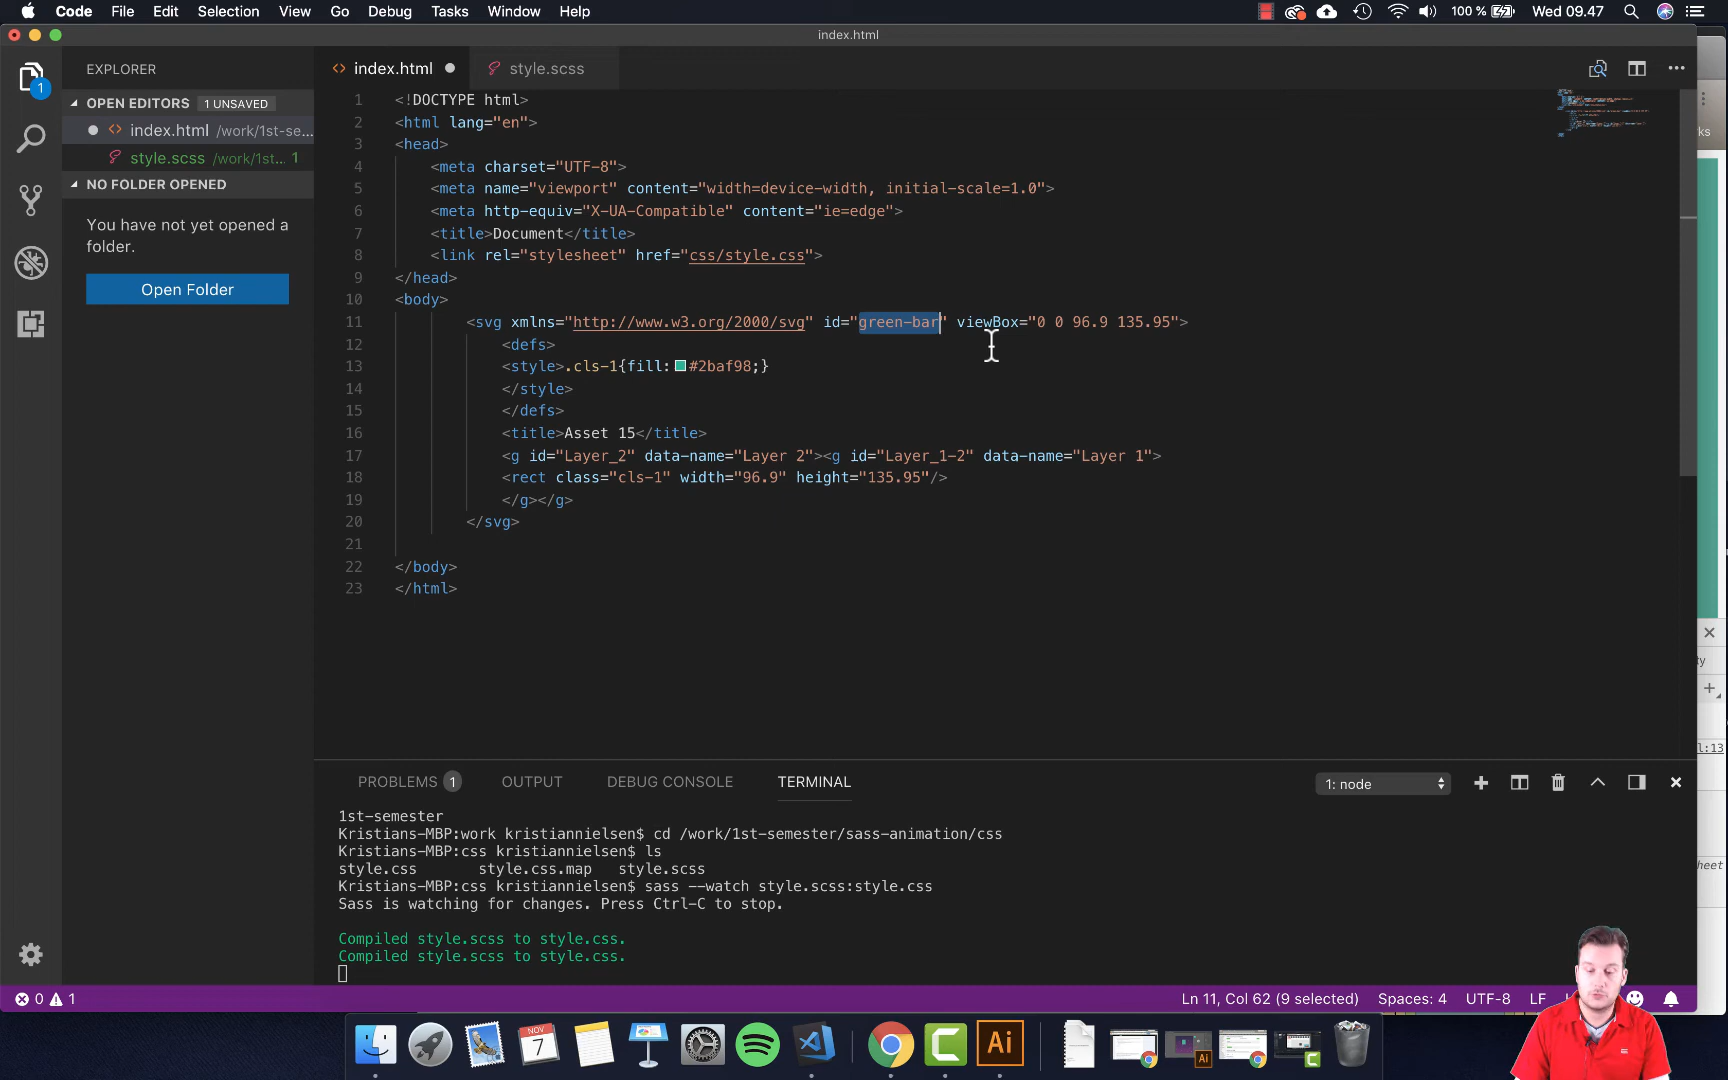 Code File Edit Selection View Go Debug Tasks Window Help 100 % Wed 09.47
index.html
EXPLORER
OPEN EDITORS 1 UNSAVED
index.html /work/1st-se...
style.scss /work/1st... 1
NO FOLDER OPENED
You have not yet opened a
folder.
Open Folder
index.html style.scss
1 <!DOCTYPE html>
2 <html lang="en">
3 <head>
4 <meta charset="UTF-8">
5 <meta name="viewport" content="width=device-width, initial-scale=1.0">
6 <meta http-equiv="X-UA-Compatible" content="ie=edge">
7 <title>Document</title>
8 <link rel="stylesheet" href="css/style.css">
9 </head>
10 <body>
11 <svg xmlns="http://www.w3.org/2000/svg" id="green-bar" viewBox="0 0 96.9 135.95">
12 <defs>
13 <style>.cls-1{fill:#2baf98;}
14 </style>
15 </defs>
16 <title>Asset 15</title>
17 <g id="Layer_2" data-name="Layer 2"><g id="Layer_1-2" data-name="Layer 1">
18 <rect class="cls-1" width="96.9" height="135.95"/>
19 </g></g>
20 </svg>
21
22 </body>
23 </html>
PROBLEMS 1 OUTPUT DEBUG CONSOLE TERMINAL 1: node
1st-semester
Kristians-MBP:work kristiannielsen$ cd /work/1st-semester/sass-animation/css
Kristians-MBP:css kristiannielsen$ ls
style.css style.css.map style.scss
Kristians-MBP:css kristiannielsen$ sass --watch style.scss:style.css
Sass is watching for changes. Press Ctrl-C to stop.
Compiled style.scss to style.css.
Compiled style.scss to style.css.
0 1 Ln 11, Col 62 (9 selected) Spaces: 4 UTF-8 LF
NOV
7
Ai
Ai